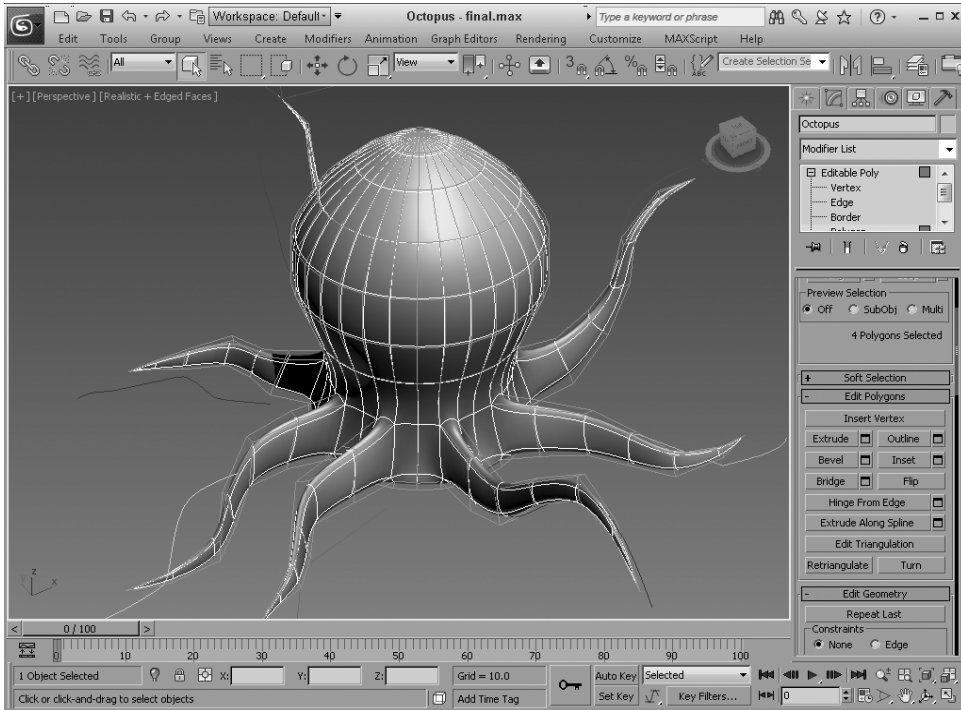 Workspace: Default
Octopus - final.max
Type a keyword or phrase
Edit Tools Group Views Create Modifiers Animation Graph Editors Rendering Customize MAXScript Help
All
View
3
%
ABC
Create Selection Se
[+] [Perspective] [Realistic + Edged Faces]
FRONT
Octopus
Modifier List
Editable Poly
Vertex
Edge
Border
Polygon
Preview Selection
Off SubObj Multi
4 Polygons Selected
+ Soft Selection
- Edit Polygons
Insert Vertex
Extrude Outline
Bevel Inset
Bridge Flip
Hinge From Edge
Extrude Along Spline
Edit Triangulation
Retriangulate Turn
- Edit Geometry
Repeat Last
Constraints
None Edge
z
y x
< 0 / 100 >
0 10 20 30 40 50 60 70 80 90 100
1 Object Selected
X: Y: Z:
Grid = 10.0
Auto Key Selected
Click or click-and-drag to select objects
Add Time Tag
Set Key Key Filters...
0